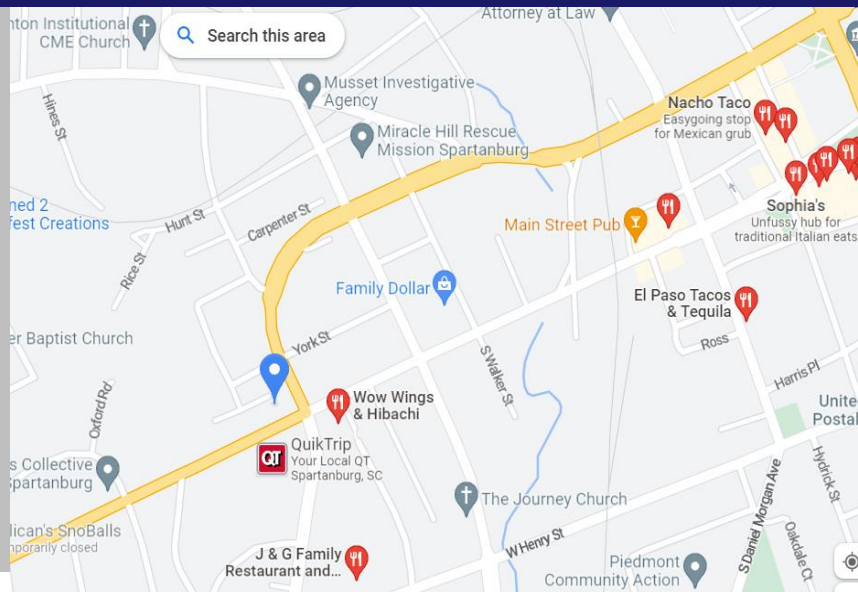 nton Institutional
CME Church
Search this area
Attorney at Law
Hines St
Musset Investigative
Agency
Nacho Taco
Easygoing stop
for Mexican grub
Miracle Hill Rescue
Mission Spartanburg
ned 2
fest Creations
Hunt St
Carpenter St
Main Street Pub
Sophia's
Unfussy hub for
traditional Italian eats
Rice St
Family Dollar
El Paso Tacos
& Tequila
er Baptist Church
York St
S Walker St
Ross
Harris Pl
Oxford Rd
Wow Wings
& Hibachi
Unite
Postal
QT
QuikTrip
Your Local QT
Spartanburg, SC
s Collective
Spartanburg
The Journey Church
S Daniel Morgan Ave
Hydrick St
lican's SnoBalls
mporarily closed
W Henry St
Oakdale Ct
J & G Family
Restaurant and...
Piedmont
Community Action